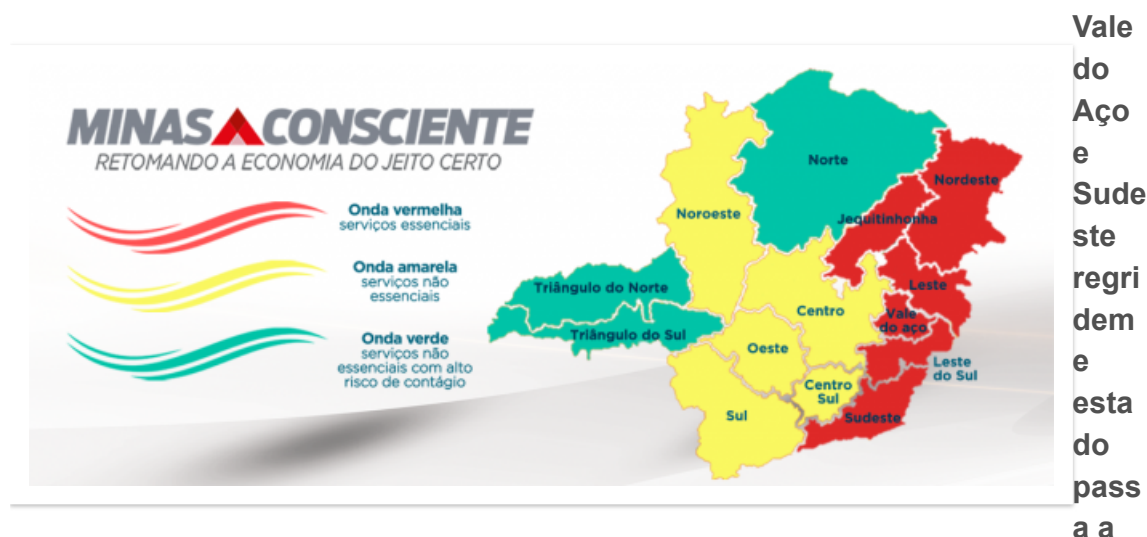 MINAS CONSCIENTE
RETOMANDO A ECONOMIA DO JEITO CERTO
Onda vermelha
serviços essenciais
Onda amarela
serviços não
essenciais
Onda verde
serviços não
essenciais com alto
risco de contágio
Norte
Nordeste
Noroeste
Jequitinhonha
Triângulo do Norte
Leste
Centro
Vale
do aço
Triângulo do Sul
Oeste
Leste
do Sul
Centro
Sul
Sul
Sudeste
Vale
do
Aço
e
Sude
ste
regri
dem
e
esta
do
pass
a a